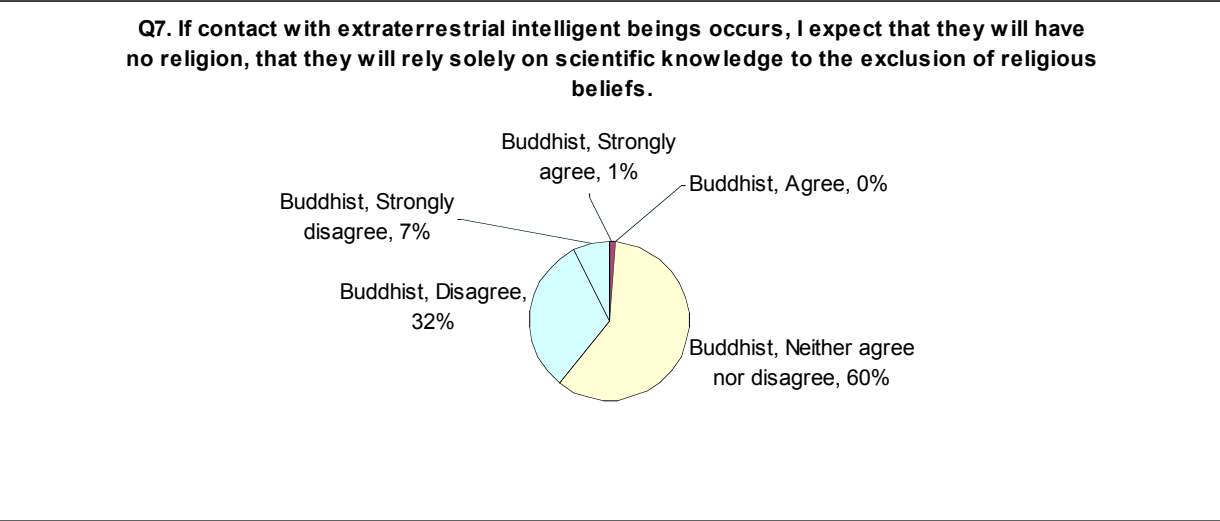 Q7. If contact with extraterrestrial intelligent beings occurs, I expect that they will have
no religion, that they will rely solely on scientific knowledge to the exclusion of religious
beliefs.
Buddhist, Strongly
agree, 1%
Buddhist, Agree, 0%
Buddhist, Strongly
disagree, 7%
Buddhist, Disagree,
32%
Buddhist, Neither agree
nor disagree, 60%